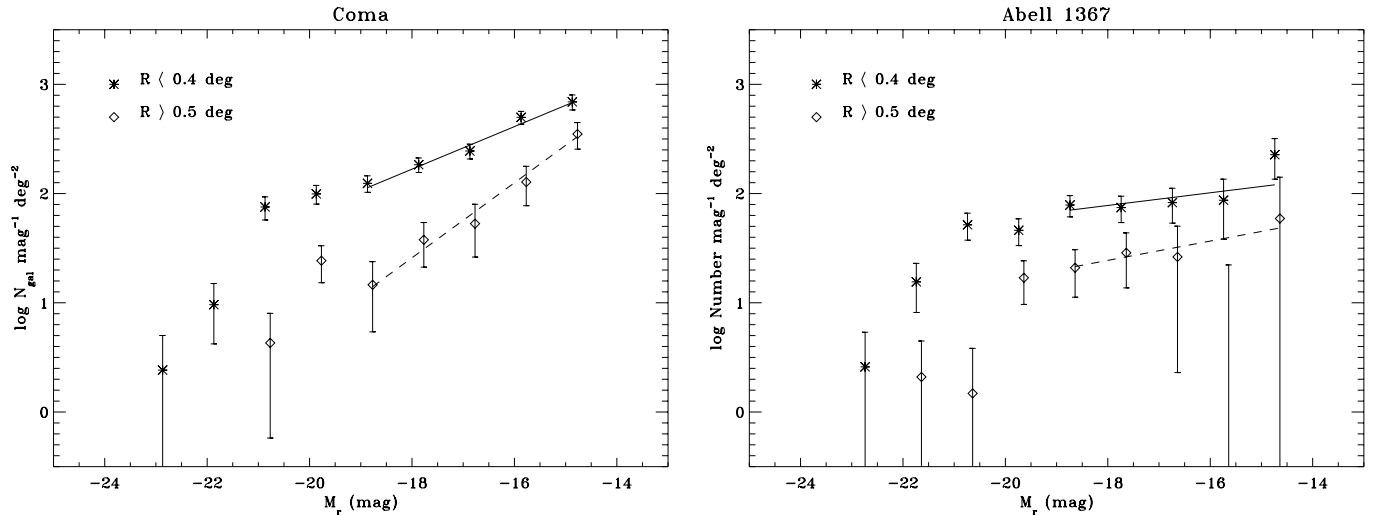 Coma
R 〈 0.4 deg
R 〉 0.5 deg
log N_gal mag^-1 deg^-2
3
2
1
0
−24 −22 −20 −18 −16 −14
M_r (mag)
Abell 1367
R 〈 0.4 deg
R 〉 0.5 deg
log Number mag^-1 deg^-2
3
2
1
0
−24 −22 −20 −18 −16 −14
M_r (mag)